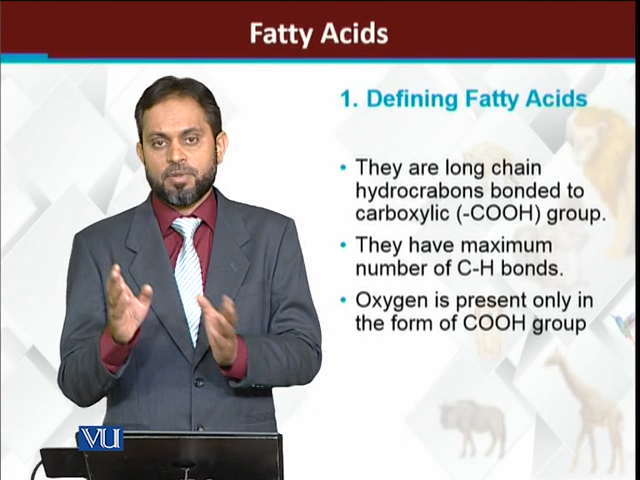 Fatty Acids
1. Defining Fatty Acids
• They are long chain
hydrocrabons bonded to
carboxylic (-COOH) group.
• They have maximum
number of C-H bonds.
• Oxygen is present only in
the form of COOH group
VU